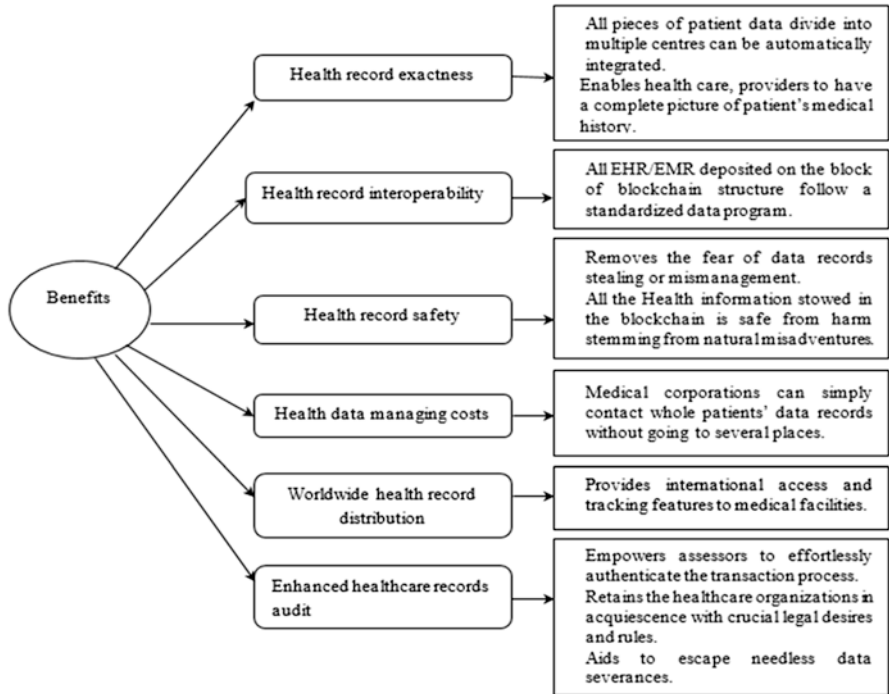 Benefits
Health record exactness
All pieces of patient data divide into
multiple centres can be automatically
integrated.
Enables health care, providers to have
a complete picture of patient's medical
history.
Health record interoperability
All EHR/EMR deposited on the block
of blockchain structure follow a
standardized data program.
Health record safety
Removes the fear of data records
stealing or mismanagement.
All the Health information stowed in
the blockchain is safe from harm
stemming from natural misadventures.
Health data managing costs
Medical corporations can simply
contact whole patients' data records
without going to several places.
Worldwide health record
distribution
Provides international access and
tracking features to medical facilities.
Enhanced healthcare records
audit
Empowers assessors to effortlessly
authenticate the transaction process.
Retains the healthcare organizations in
acquiescence with crucial legal desires
and rules.
Aids to escape needless data
severances.